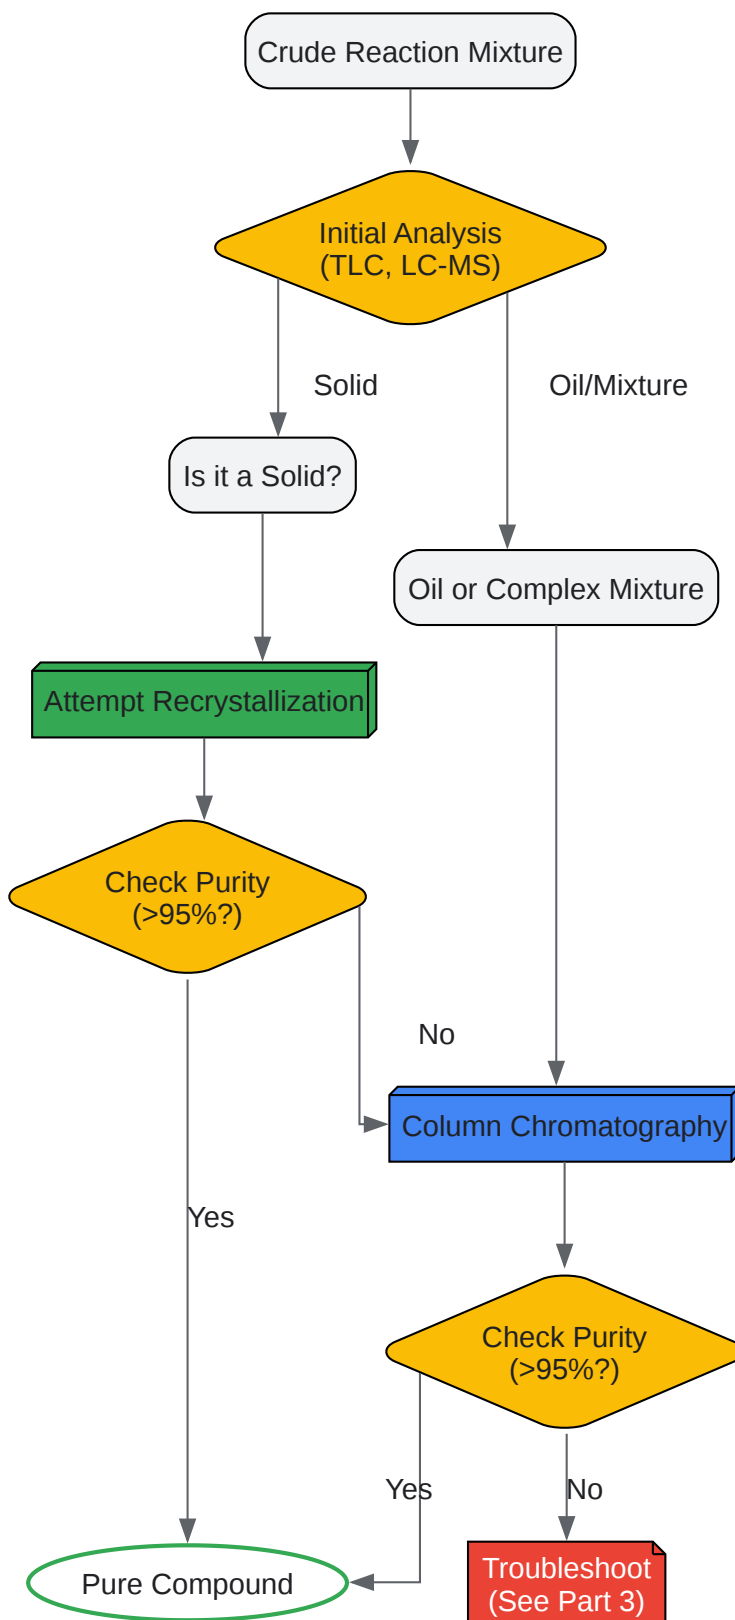 Crude Reaction Mixture
Initial Analysis
(TLC, LC-MS)
Solid
Oil/Mixture
Is it a Solid?
Oil or Complex Mixture
Attempt Recrystallization
Check Purity
(>95%?)
No
Column Chromatography
Yes
Check Purity
(>95%?)
Yes
No
Troubleshoot
(See Part 3)
Pure Compound